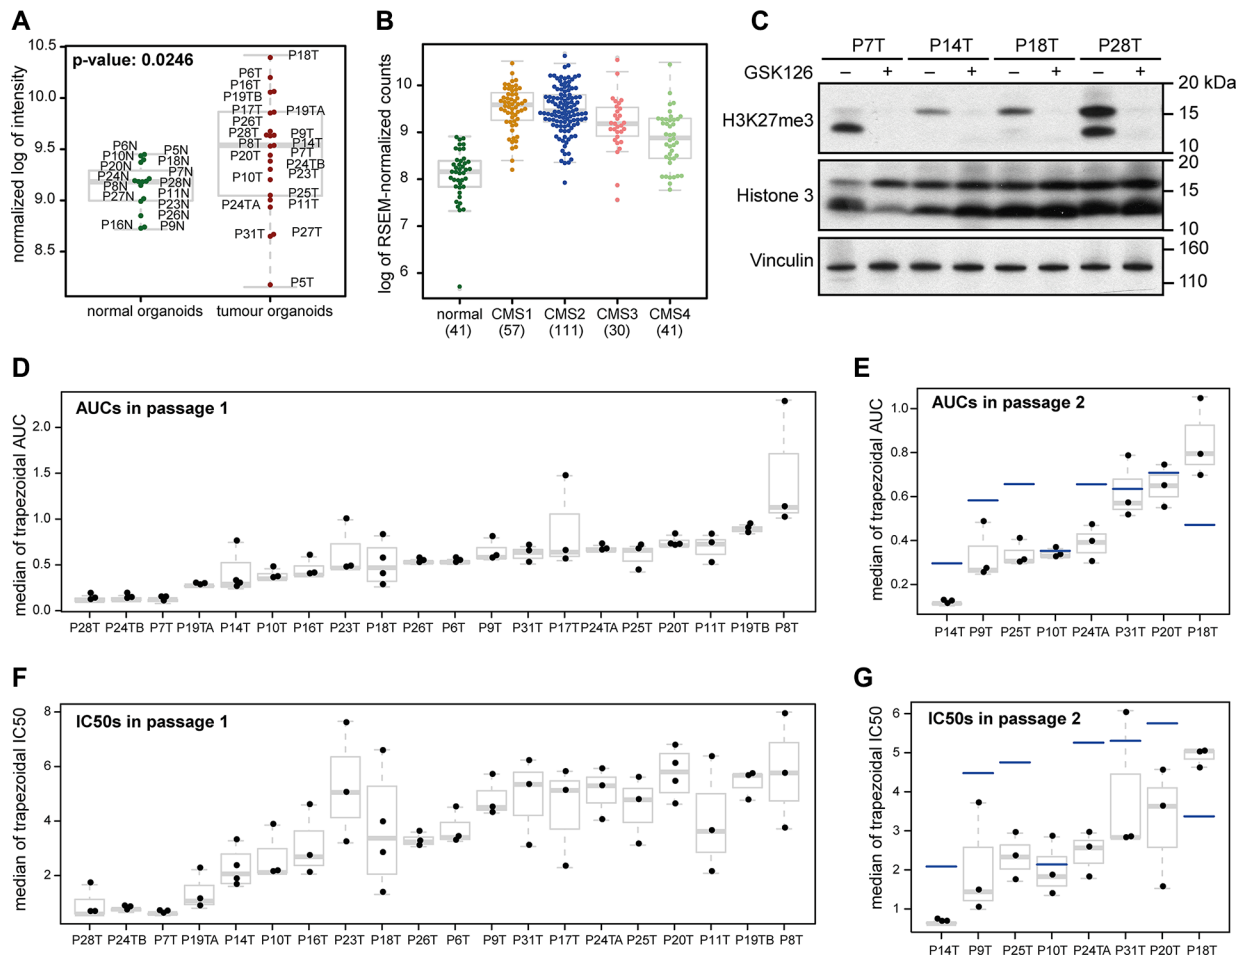 A
10.5
10.0
9.5
9.0
8.5
normalized log of intensity
p-value: 0.0246
P6N
P5N
P10N
P18N
P20N
P7N
P24N
P28N
P8N
P11N
P27N
P23N
P26N
P16N
P9N
P18T
P6T
P16T
P19TB
P17T
P19TA
P26T
P28T
P9T
P8T
P14T
P20T
P7T
P24TB
P10T
P23T
P25T
P24TA
P11T
P31T
P27T
P5T
normal organoids
tumour organoids
B
log of RSEM-normalized counts
10
9
8
7
6
normal
(41)
CMS1
(57)
CMS2
(111)
CMS3
(30)
CMS4
(41)
C
P7T P14T P18T P28T
GSK126 – + – + – + – +
20 kDa
H3K27me3
15
10
20
Histone 3
15
10
160
Vinculin
110
D
AUCs in passage 1
median of trapezoidal AUC
2.0
1.5
1.0
0.5
0.0
P28T P24TB P7T P19TA P14T P10T P16T P23T P18T P26T P6T P9T P31T P17T P24TA P25T P20T P11T P19TB P8T
E
AUCs in passage 2
median of trapezoidal AUC
1.0
0.8
0.6
0.4
0.2
P14T P9T P25T P10T P24TA P31T P20T P18T
F
IC50s in passage 1
median of trapezoidal IC50
8
6
4
2
P28T P24TB P7T P19TA P14T P10T P16T P23T P18T P26T P6T P9T P31T P17T P24TA P25T P20T P11T P19TB P8T
G
IC50s in passage 2
median of trapezoidal IC50
6
5
4
3
2
1
P14T P9T P25T P10T P24TA P31T P20T P18T